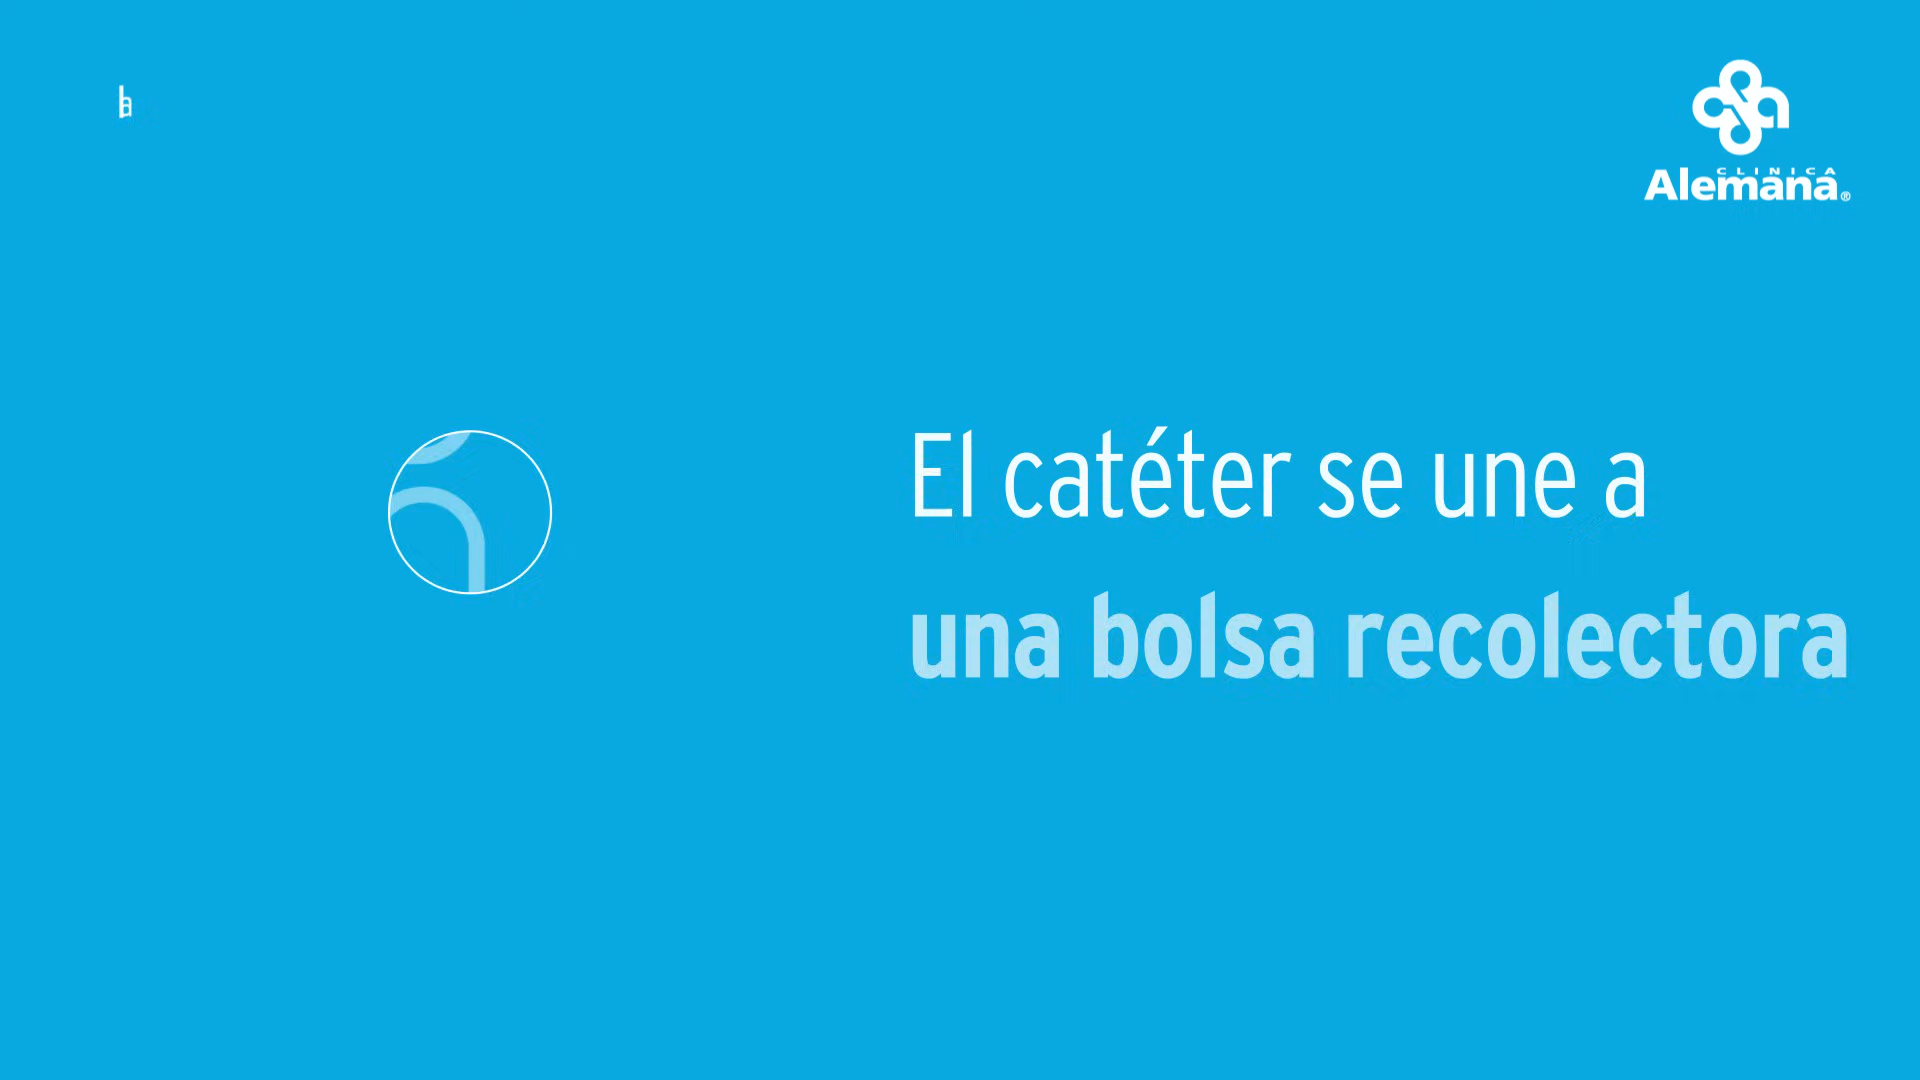 CLINICA
Alemana®
El catéter se une a
una bolsa recolectora